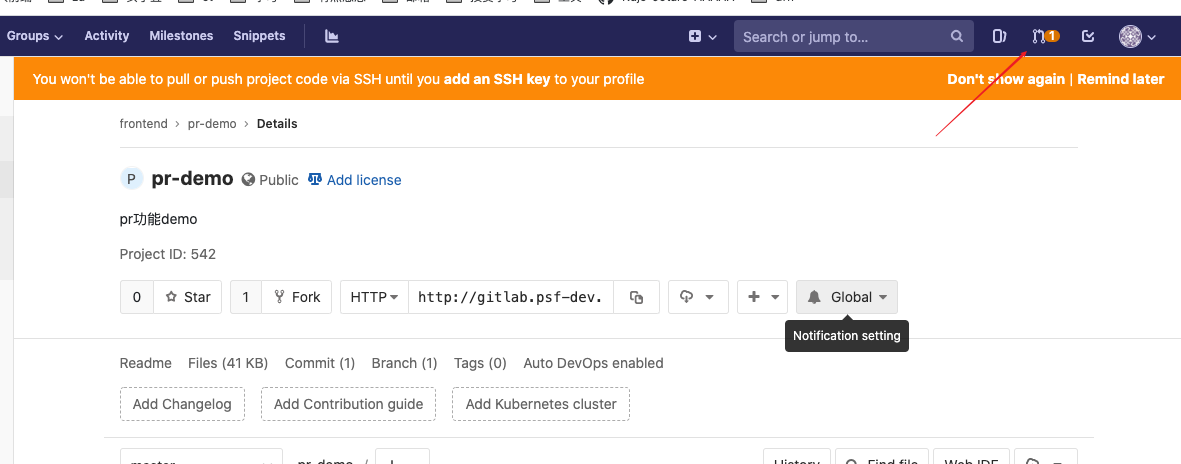 Groups Activity Milestones Snippets Search or jump to... 1
You won't be able to pull or push project code via SSH until you add an SSH key to your profile Don't show again | Remind later
frontend > pr-demo > Details
P pr-demo Public Add license
pr功能demo
Project ID: 542
0 Star 1 Fork HTTP http://gitlab.psf-dev. Global
Notification setting
Readme Files (41 KB) Commit (1) Branch (1) Tags (0) Auto DevOps enabled
Add Changelog Add Contribution guide Add Kubernetes cluster
master pr-demo / History Find file Web IDE